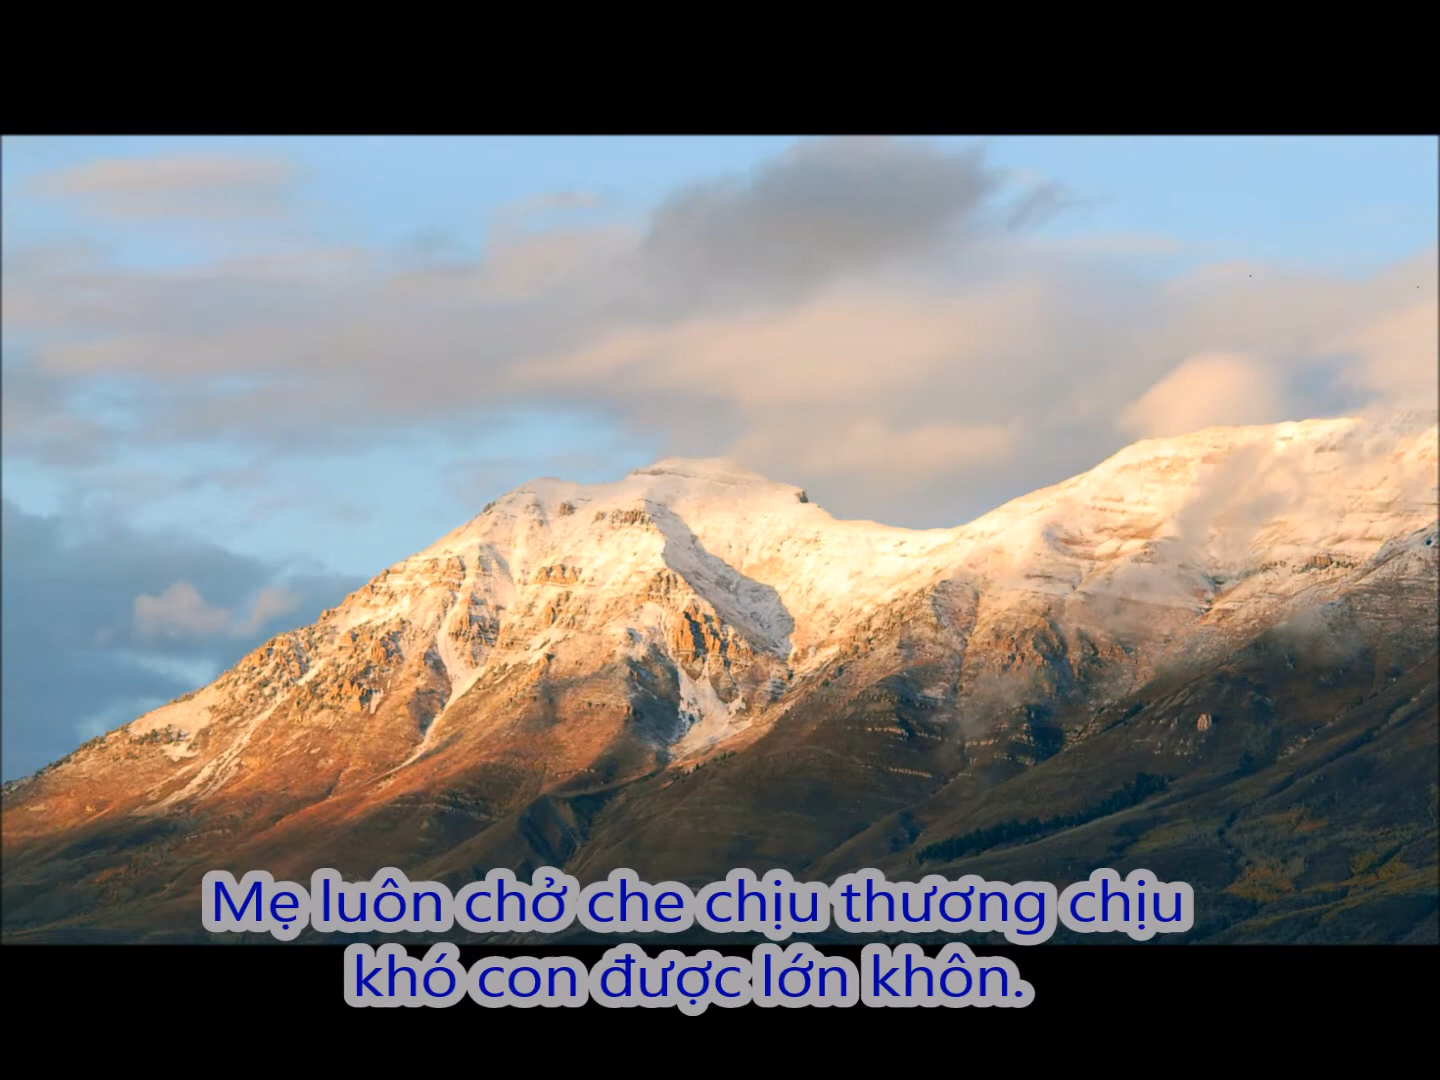 Mẹ luôn chở che chịu thương chịu
khó con được lớn khôn.